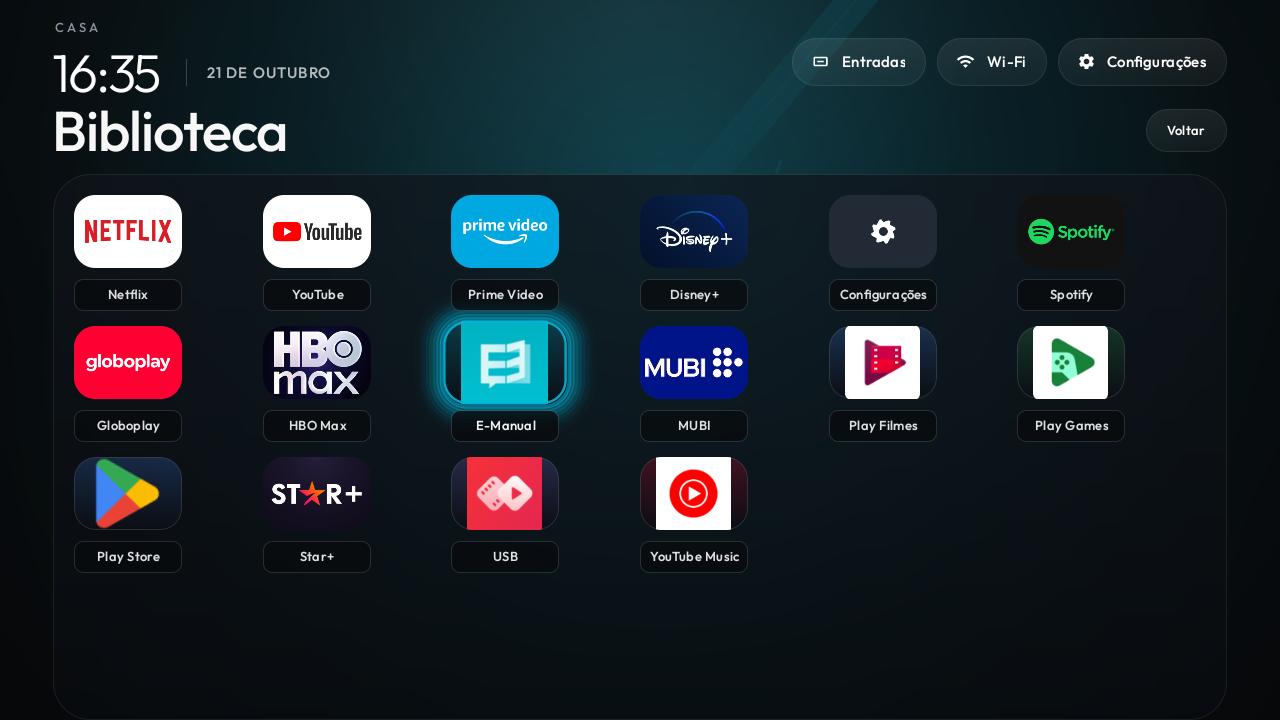 CASA
16:35
21 DE OUTUBRO
Entradas
Wi-Fi
Configurações
Biblioteca
Voltar
NETFLIX
YouTube
prime video
Disney+
Spotify
Netflix
YouTube
Prime Video
Disney+
Configurações
Spotify
globoplay
HBO
max
E
MUBI
Globoplay
HBO Max
E-Manual
MUBI
Play Filmes
Play Games
ST★R+
Play Store
Star+
USB
YouTube Music